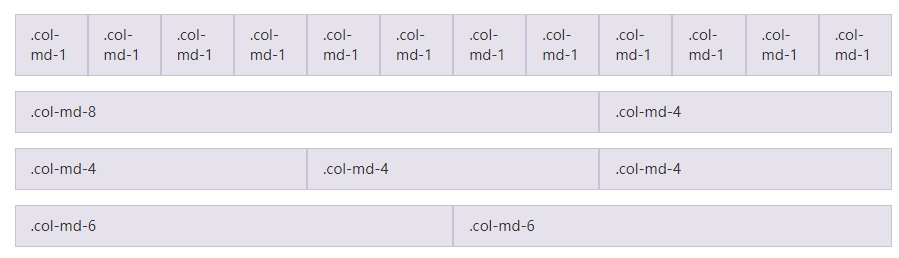 .col- .col- .col- .col- .col- .col- .col- .col- .col- .col- .col- .col-
md-1 md-1 md-1 md-1 md-1 md-1 md-1 md-1 md-1 md-1 md-1 md-1
.col-md-8 .col-md-4
.col-md-4 .col-md-4 .col-md-4
.col-md-6 .col-md-6